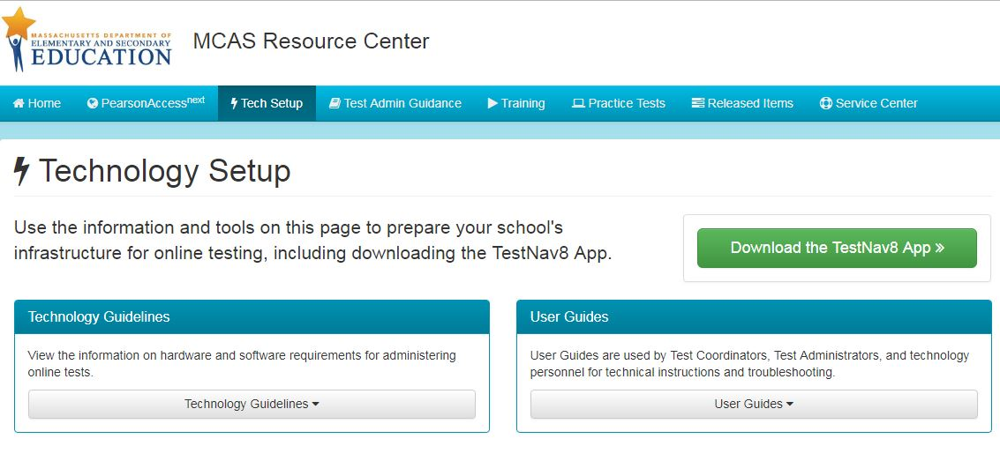 MASSACHUSETTS DEPARTMENT OF
ELEMENTARY AND SECONDARY
EDUCATION
MCAS Resource Center
Home PearsonAccessnext Tech Setup Test Admin Guidance Training Practice Tests Released Items Service Center
Technology Setup
Use the information and tools on this page to prepare your school's
infrastructure for online testing, including downloading the TestNav8 App.
Download the TestNav8 App »
Technology Guidelines
View the information on hardware and software requirements for administering
online tests.
Technology Guidelines
User Guides
User Guides are used by Test Coordinators, Test Administrators, and technology
personnel for technical instructions and troubleshooting.
User Guides